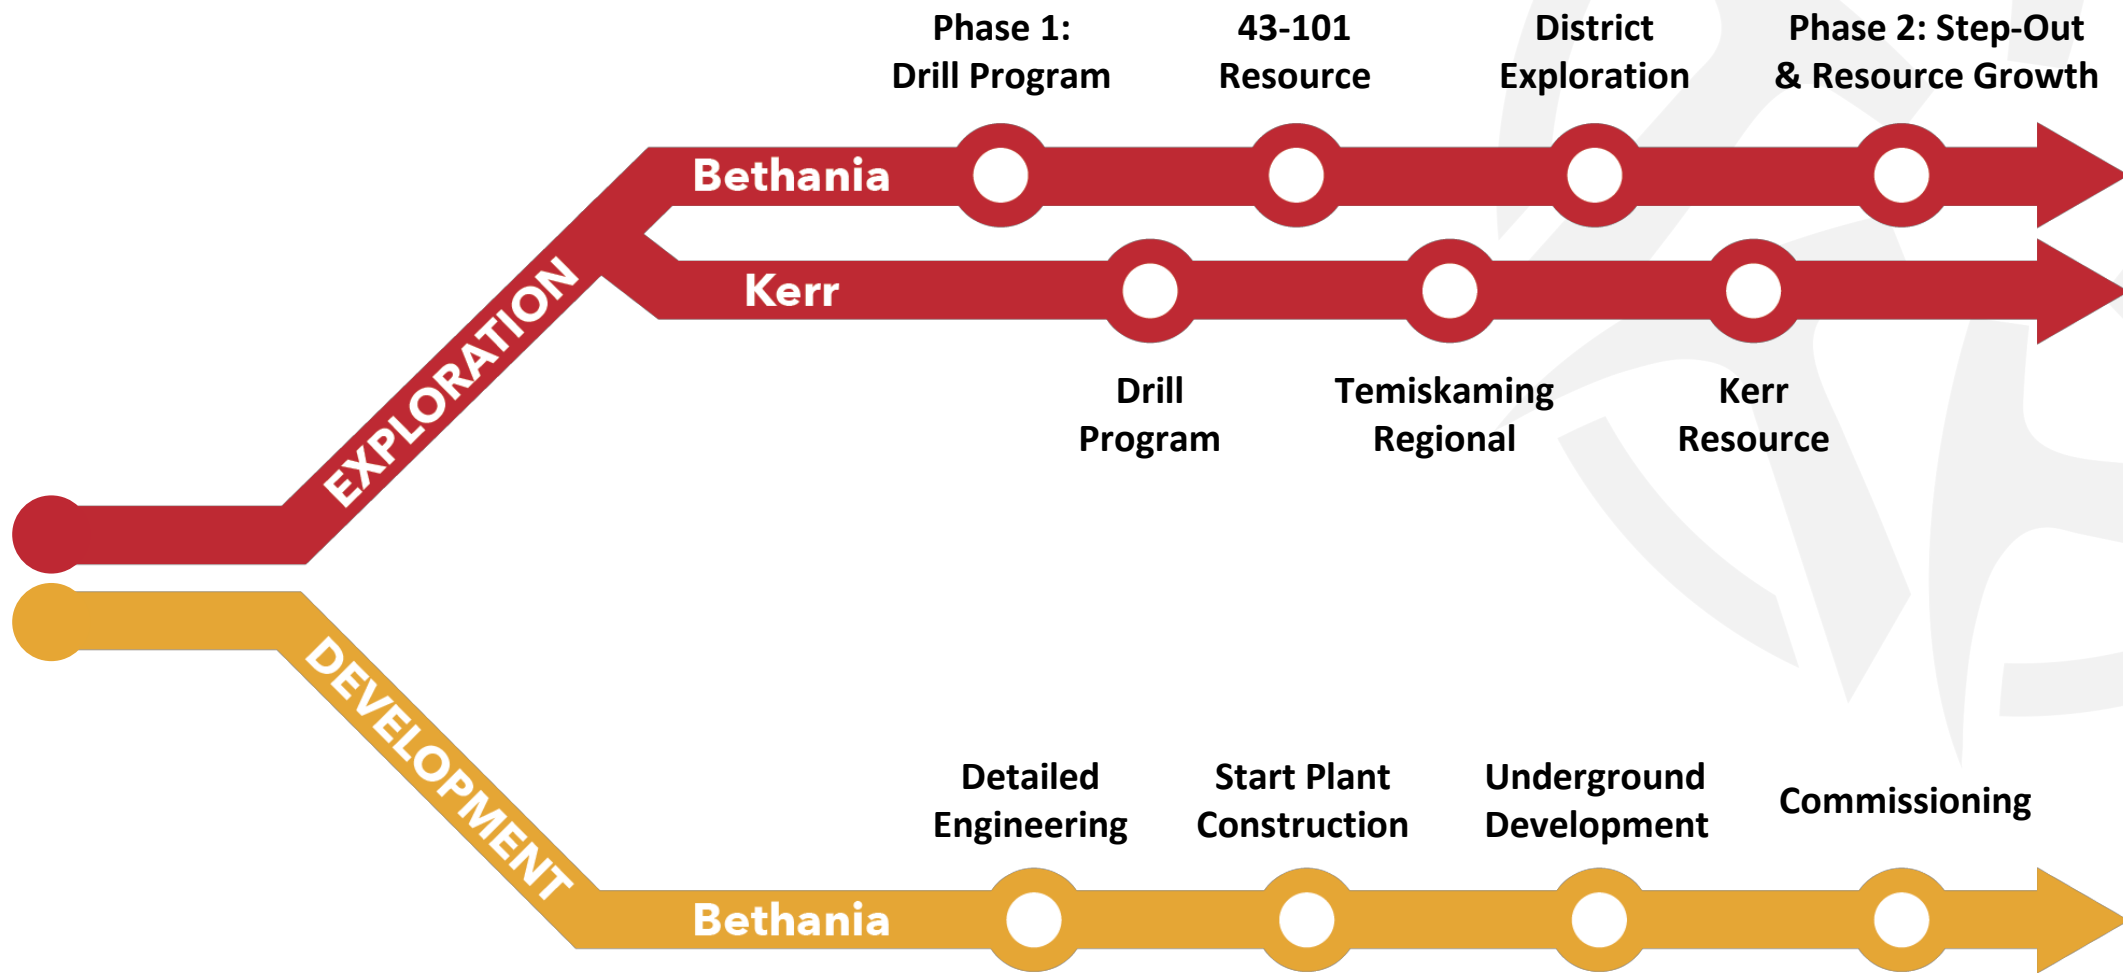 Phase 1:
Drill Program
43-101
Resource
District
Exploration
Phase 2: Step-Out
& Resource Growth
Bethania
Kerr
EXPLORATION
Drill
Program
Temiskaming
Regional
Kerr
Resource
DEVELOPMENT
Detailed
Engineering
Start Plant
Construction
Underground
Development
Commissioning
Bethania